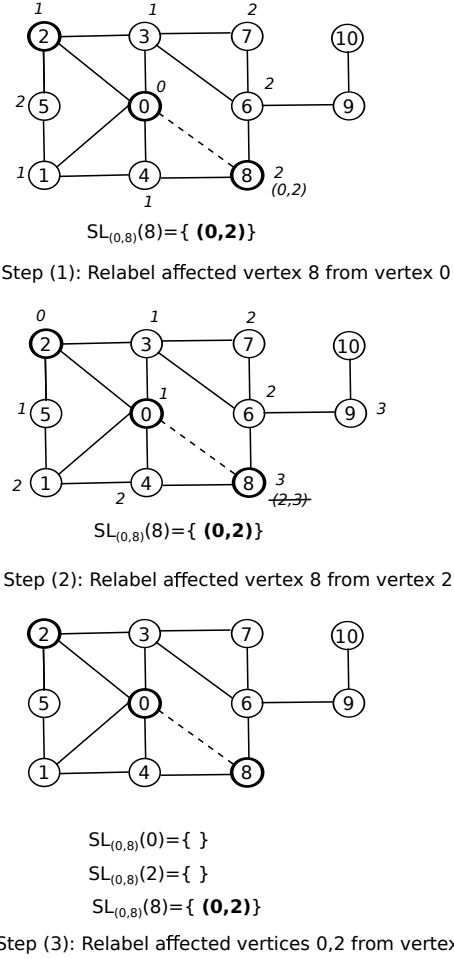 1 1 2
2 3 7 10
0 2
2 5 0 6 9
1 1 4 8 2
1 (0,2)
SL(0,8)(8)={ (0,2)}
Step (1): Relabel affected vertex 8 from vertex 0
0 1 2
2 3 7 10
1 2
1 5 0 6 9 3
2 1 4 8 3
2 (2,3)
SL(0,8)(8)={ (0,2)}
Step (2): Relabel affected vertex 8 from vertex 2
2 3 7 10
5 0 6 9
1 4 8
SL(0,8)(0)={ }
SL(0,8)(2)={ }
SL(0,8)(8)={ (0,2)}
Step (3): Relabel affected vertices 0,2 from vertex